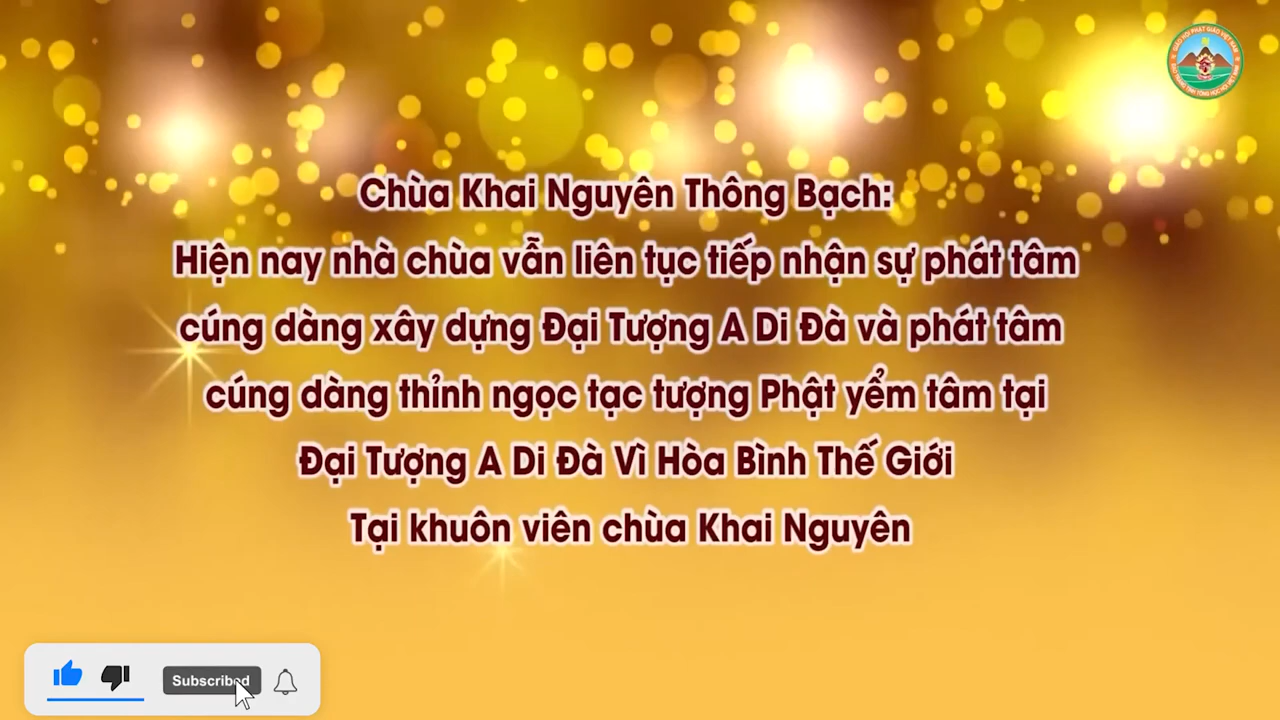 Chùa Khai Nguyên Thông Bạch:
Hiện nay nhà chùa vẫn liên tục tiếp nhận sự phát tâm
cúng dàng xây dựng Đại Tượng A Di Đà và phát tâm
cúng dàng thỉnh ngọc tạc tượng Phật yểm tâm tại
Đại Tượng A Di Đà Vì Hòa Bình Thế Giới
Tại khuôn viên chùa Khai Nguyên
Subscribed